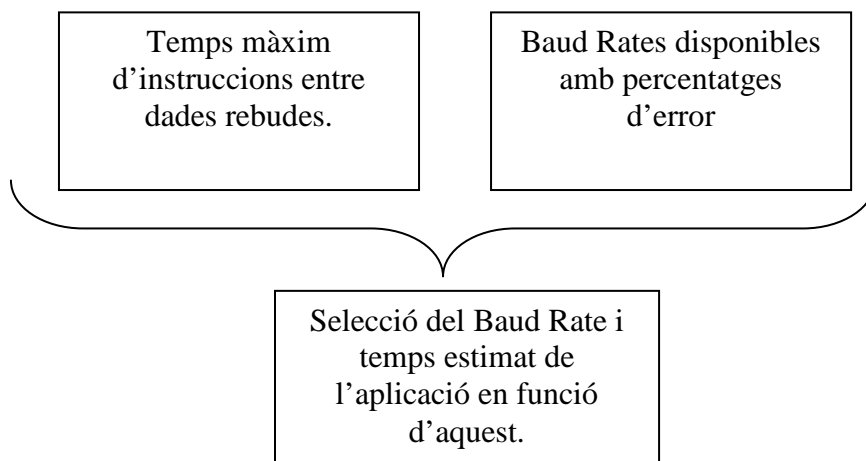 Temps màxim
d’instruccions entre
dades rebudes.
Baud Rates disponibles
amb percentatges
d’error
Selecció del Baud Rate i
temps estimat de
l’aplicació en funció
d’aquest.